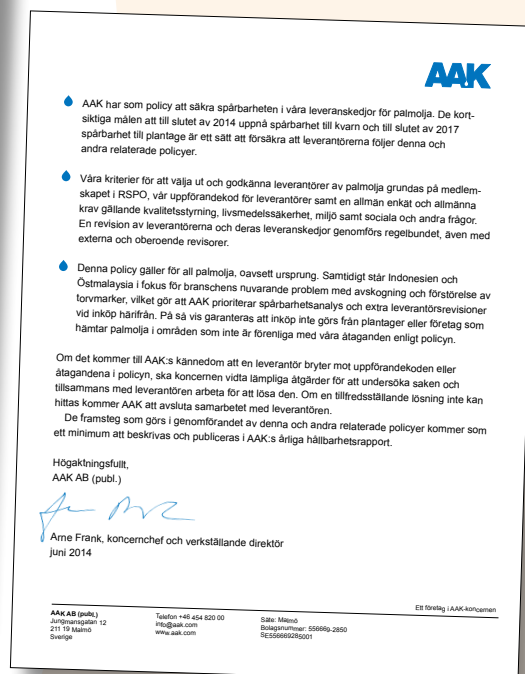 AAK
AAK har som policy att säkra spårbarheten i våra leveranskedjor för palmolja. De kort-
siktiga målen att till slutet av 2014 uppnå spårbarhet till kvarn och till slutet av 2017
spårbarhet till plantage är ett sätt att försäkra att leverantörerna följer denna och
andra relaterade policyer.
Våra kriterier för att välja ut och godkänna leverantörer av palmolja grundas på medlem-
skapet i RSPO, vår uppförandekod för leverantörer samt en allmän enkät och allmänna
krav gällande kvalitetsstyrning, livsmedelssäkerhet, miljö samt sociala och andra frågor.
En revision av leverantörerna och deras leveranskedjor genomförs regelbundet, även med
externa och oberoende revisorer.
Denna policy gäller för all palmolja, oavsett ursprung. Samtidigt står Indonesien och
Östmalaysia i fokus för branschens nuvarande problem med avskogning och förstörelse av
torvmarker, vilket gör att AAK prioriterar spårbarhetsanalys och extra leverantörsrevisioner
vid inköp härifrån. På så vis garanteras att inköp inte görs från plantager eller företag som
hämtar palmolja i områden som inte är förenliga med våra åtaganden enligt policyn.
Om det kommer till AAK:s kännedom att en leverantör bryter mot uppförandekoden eller
åtagandena i policyn, ska koncernen vidta lämpliga åtgärder för att undersöka saken och
tillsammans med leverantören arbeta för att lösa den. Om en tillfredsställande lösning inte kan
hittas kommer AAK att avsluta samarbetet med leverantören.
De framsteg som görs i genomförandet av denna och andra relaterade policyer kommer som
ett minimum att beskrivas och publiceras i AAK:s årliga hållbarhetsrapport.
Högaktningsfullt,
AAK AB (publ.)
Arne Frank, koncernchef och verkställande direktör
juni 2014
Ett företag i AAK-koncernen
AAK AB (publ.)
Jungmansgatan 12
211 19 Malmö
Sverige
Telefon +46 454 820 00
info@aak.com
www.aak.com
Säte: Malmö
Bolagsnummer: 556669-2850
SE556669285001